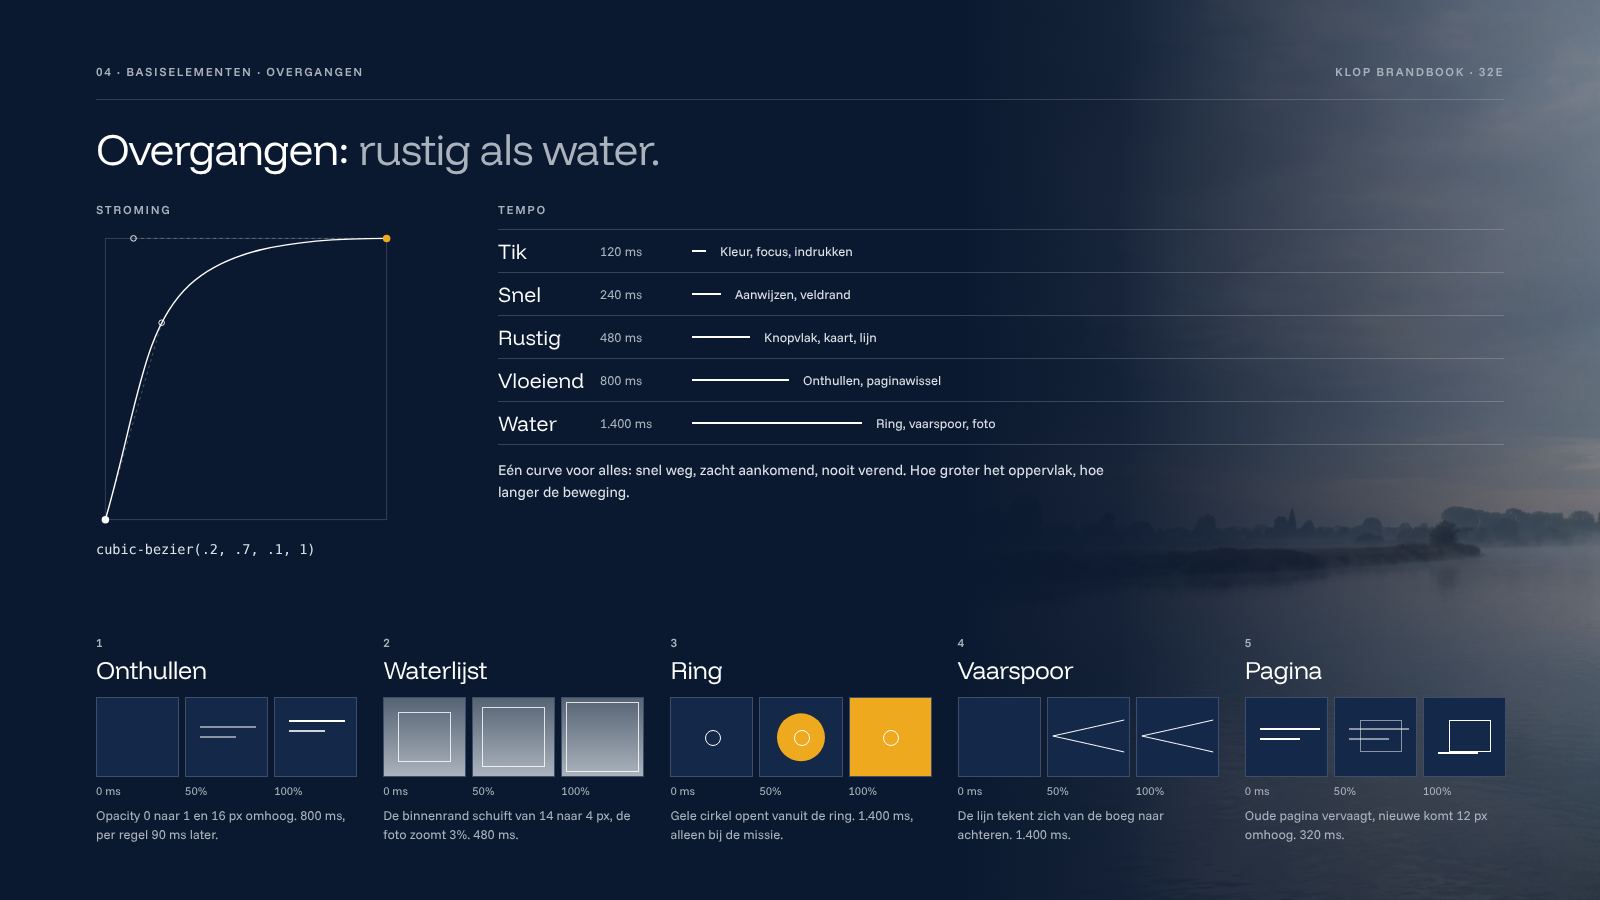 04 · BASISELEMENTEN · OVERGANGEN
KLOP BRANDBOOK · 32E
Overgangen: rustig als water.
STROMING
cubic-bezier(.2, .7, .1, 1)
TEMPO
Tik 120 ms Kleur, focus, indrukken
Snel 240 ms Aanwijzen, veldrand
Rustig 480 ms Knopvlak, kaart, lijn
Vloeiend 800 ms Onthullen, paginawissel
Water 1.400 ms Ring, vaarspoor, foto
Eén curve voor alles: snel weg, zacht aankomend, nooit verend. Hoe groter het oppervlak, hoe
langer de beweging.
1
Onthullen
0 ms 50% 100%
Opacity 0 naar 1 en 16 px omhoog. 800 ms,
per regel 90 ms later.
2
Waterlijst
0 ms 50% 100%
De binnenrand schuift van 14 naar 4 px, de
foto zoomt 3%. 480 ms.
3
Ring
0 ms 50% 100%
Gele cirkel opent vanuit de ring. 1.400 ms,
alleen bij de missie.
4
Vaarspoor
0 ms 50% 100%
De lijn tekent zich van de boeg naar
achteren. 1.400 ms.
5
Pagina
0 ms 50% 100%
Oude pagina vervaagt, nieuwe komt 12 px
omhoog. 320 ms.